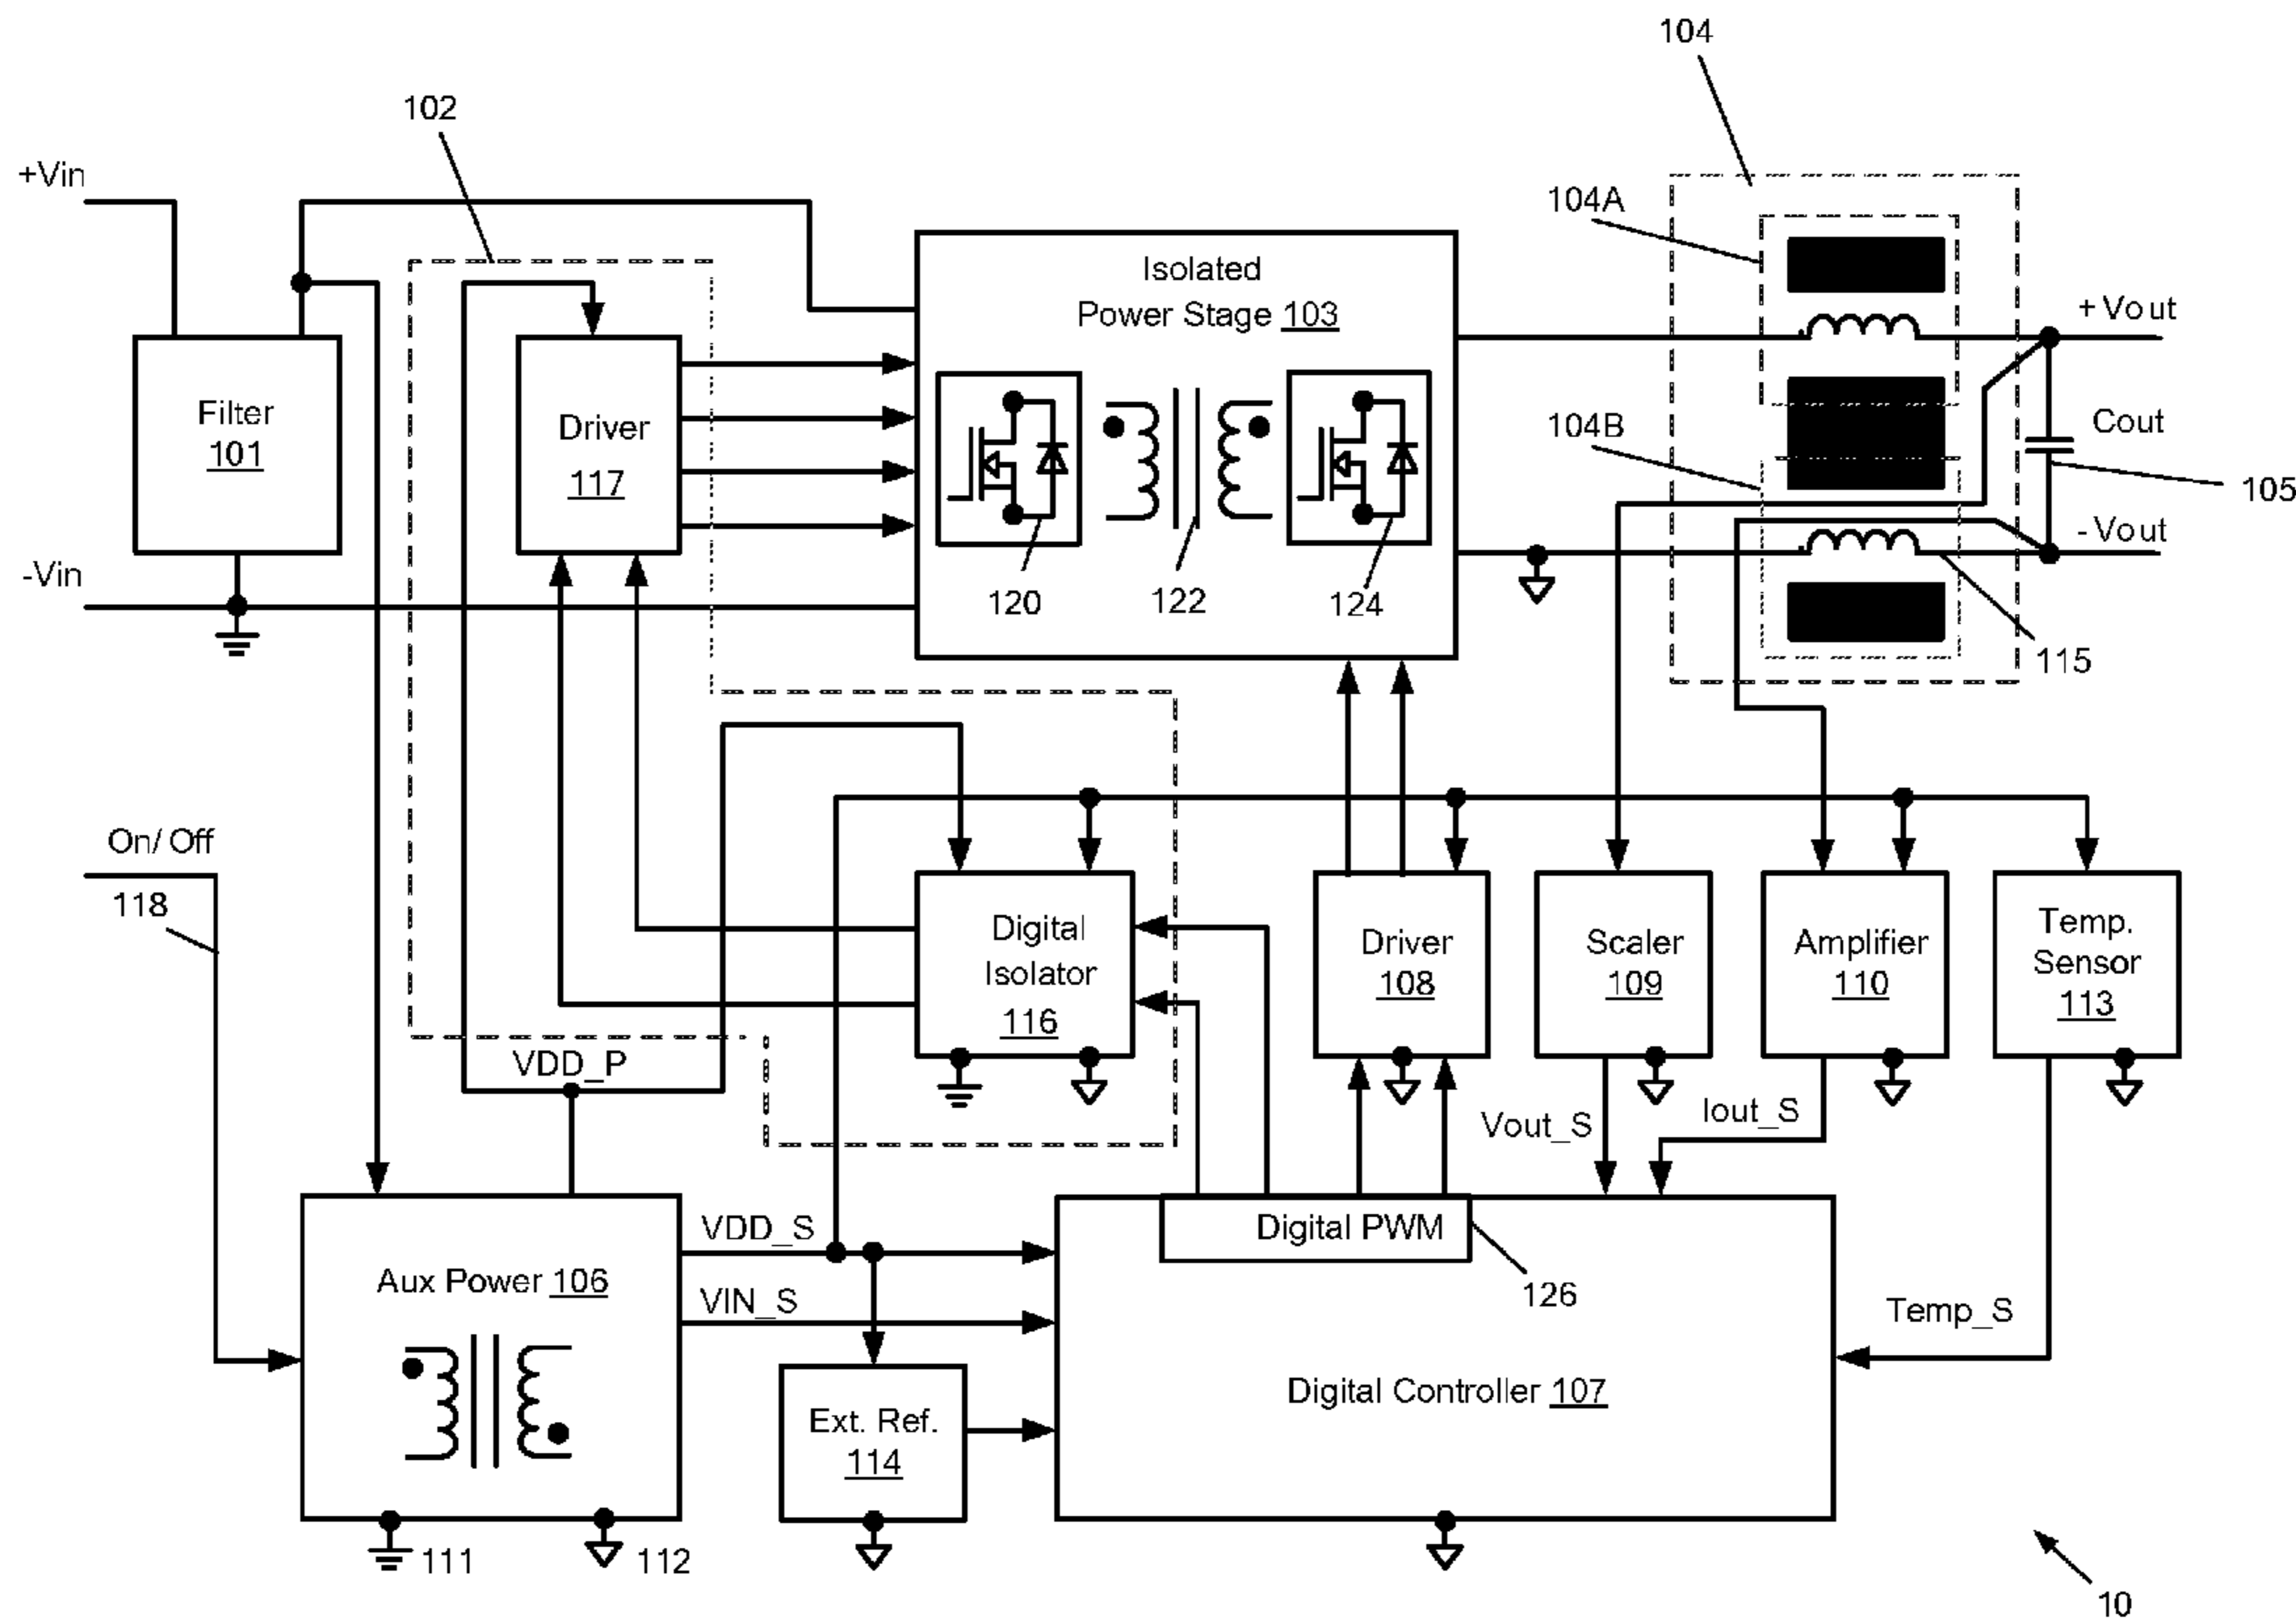 104
102
+Vin
104A
Isolated
Power Stage 103
+Vout
Filter
101
Driver
117
104B
Cout
105
-Vout
-Vin
120
122
124
115
On/ Off
118
Digital
Isolator
116
Driver
108
Scaler
109
Amplifier
110
Temp.
Sensor
113
VDD_P
Vout_S
Iout_S
VDD_S
Digital PWM
Aux Power 106
126
VIN_S
Temp_S
Digital Controller 107
Ext. Ref.
114
111
112
10